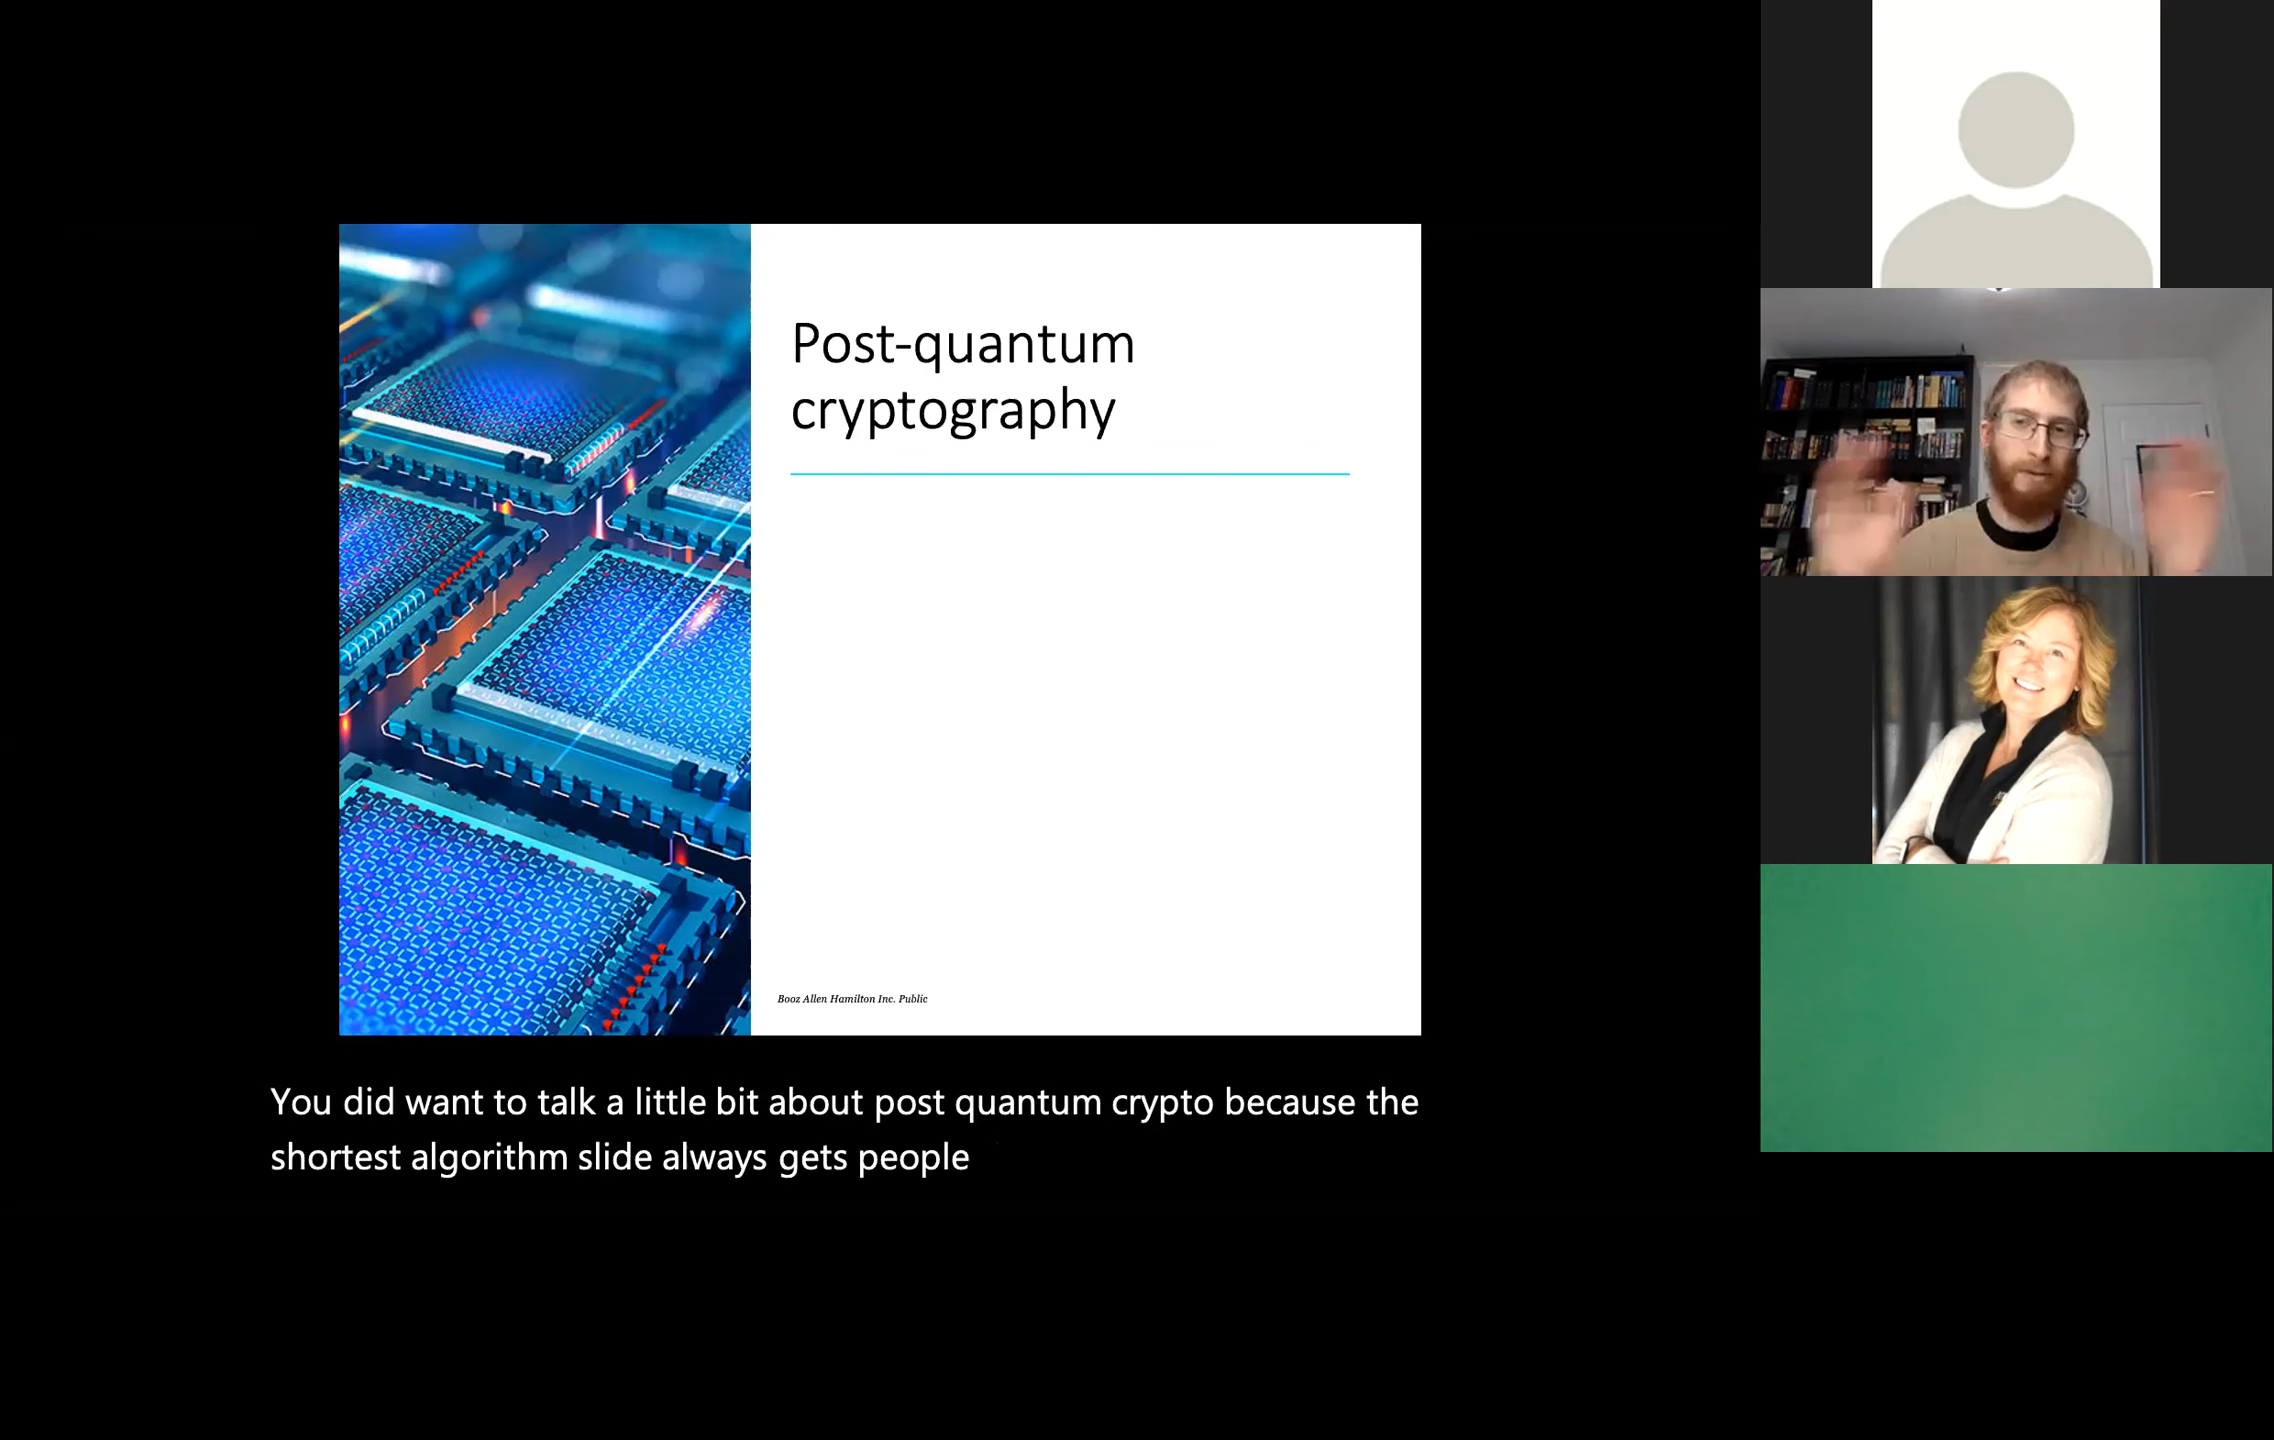 Post-quantum
cryptography
Booz Allen Hamilton Inc. Public
You did want to talk a little bit about post quantum crypto because the
shortest algorithm slide always gets people